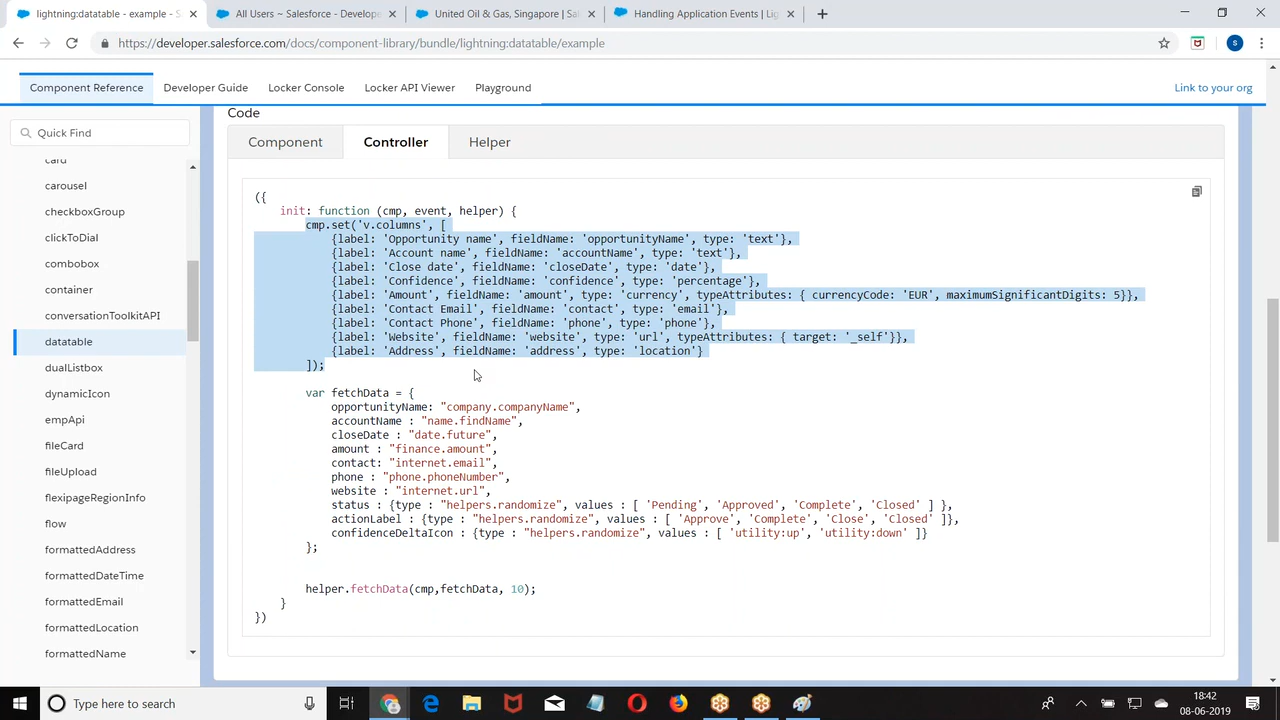 lightning:datatable - example - S
All Users ~ Salesforce - Develope
United Oil & Gas, Singapore | Sal
Handling Application Events | Lig
https://developer.salesforce.com/docs/component-library/bundle/lightning:datatable/example
S
Component Reference
Developer Guide
Locker Console
Locker API Viewer
Playground
Link to your org
Quick Find
card
carousel
checkboxGroup
clickToDial
combobox
container
conversationToolkitAPI
datatable
dualListbox
dynamicIcon
empApi
fileCard
fileUpload
flexipageRegionInfo
flow
formattedAddress
formattedDateTime
formattedEmail
formattedLocation
formattedName
Code
Component
Controller
Helper
({
init: function (cmp, event, helper) {
cmp.set('v.columns', [
{label: 'Opportunity name', fieldName: 'opportunityName', type: 'text'},
{label: 'Account name', fieldName: 'accountName', type: 'text'},
{label: 'Close date', fieldName: 'closeDate', type: 'date'},
{label: 'Confidence', fieldName: 'confidence', type: 'percentage'},
{label: 'Amount', fieldName: 'amount', type: 'currency', typeAttributes: { currencyCode: 'EUR', maximumSignificantDigits: 5}},
{label: 'Contact Email', fieldName: 'contact', type: 'email'},
{label: 'Contact Phone', fieldName: 'phone', type: 'phone'},
{label: 'Website', fieldName: 'website', type: 'url', typeAttributes: { target: '_self'}},
{label: 'Address', fieldName: 'address', type: 'location'}
]);
var fetchData = {
opportunityName: "company.companyName",
accountName : "name.findName",
closeDate : "date.future",
amount : "finance.amount",
contact: "internet.email",
phone : "phone.phoneNumber",
website : "internet.url",
status : {type : "helpers.randomize", values : [ 'Pending', 'Approved', 'Complete', 'Closed' ] },
actionLabel : {type : "helpers.randomize", values : [ 'Approve', 'Complete', 'Close', 'Closed' ]},
confidenceDeltaIcon : {type : "helpers.randomize", values : [ 'utility:up', 'utility:down' ]}
};
helper.fetchData(cmp,fetchData, 10);
}
})
Type here to search
18:42
08-06-2019